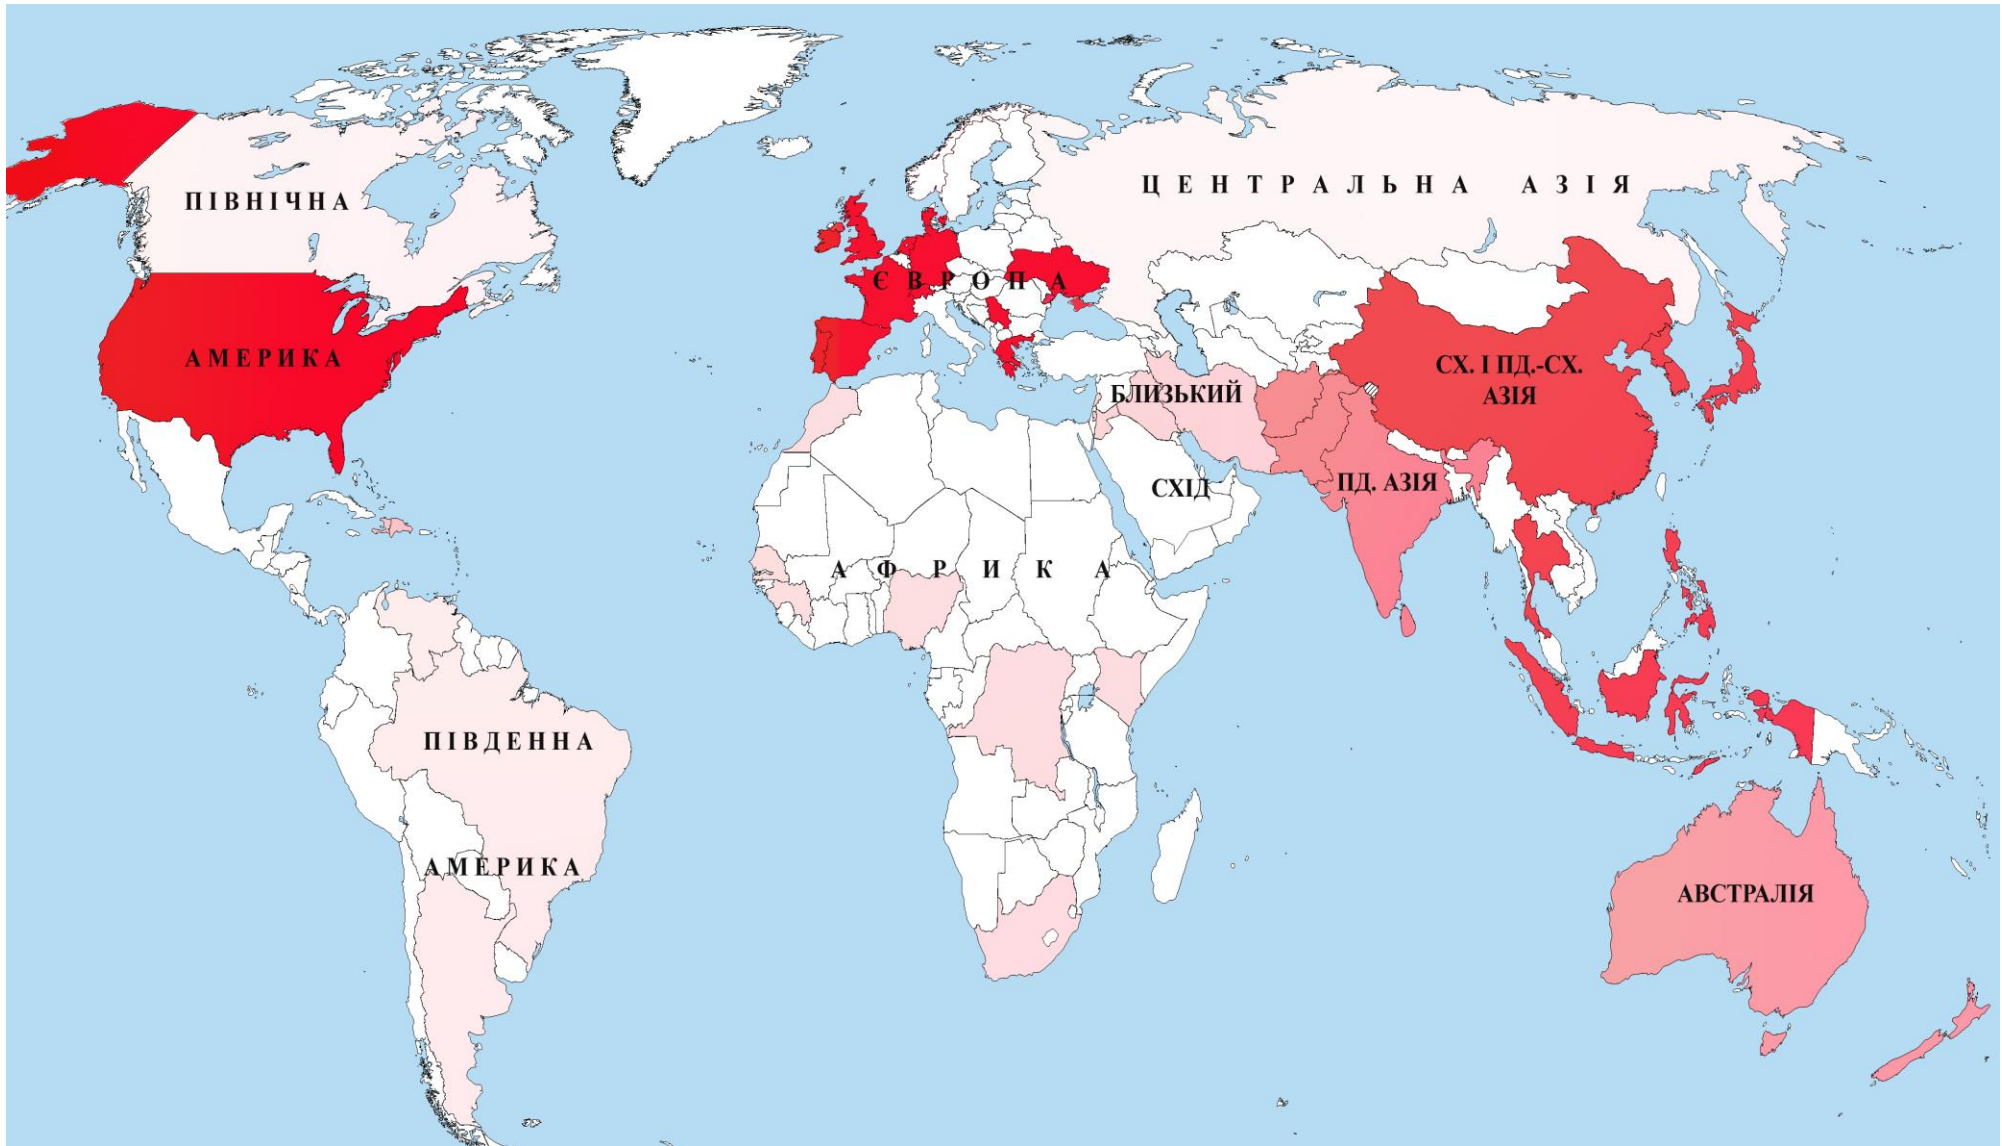 ПІВНІЧНА
АМЕРИКА
ЦЕНТРАЛЬНА АЗІЯ
ЄВРОПА
БЛИЗЬКИЙ
СХІД
СХ. І ПД.-СХ.
АЗІЯ
ПД. АЗІЯ
АФРИКА
ПІВДЕННА
АМЕРИКА
АВСТРАЛІЯ